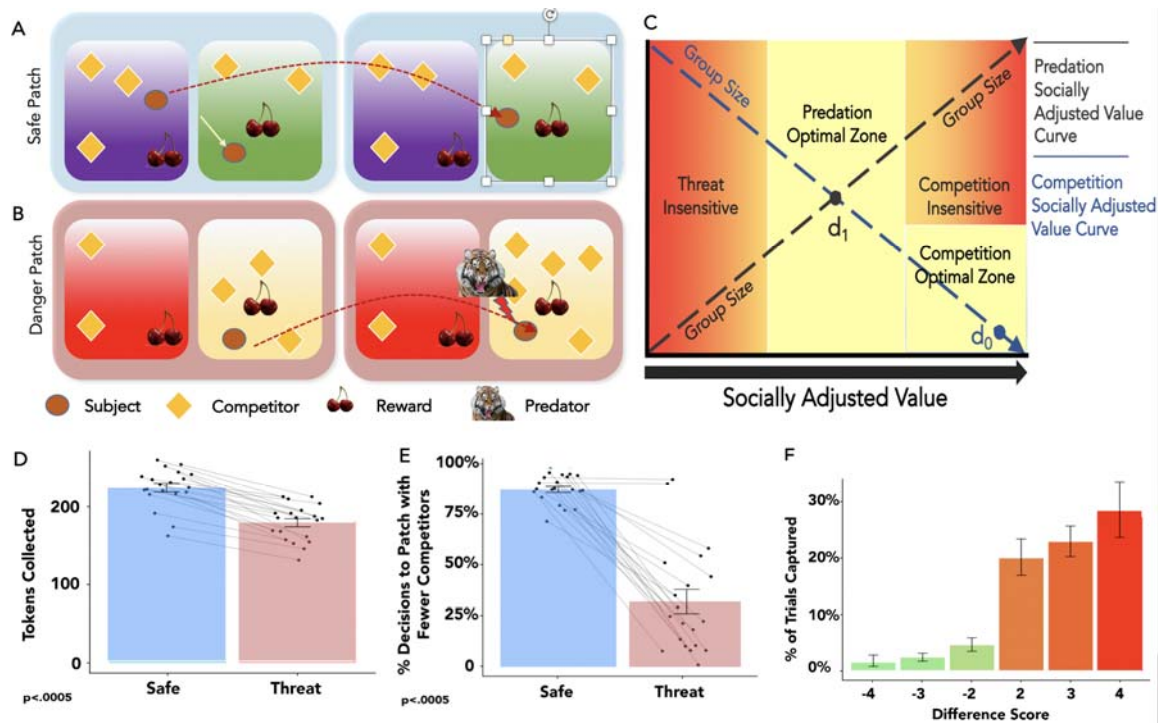 A
Safe Patch
B
Danger Patch
Subject
Competitor
Reward
Predator
C
Group Size
Group Size
Predation
Optimal Zone
Threat
Insensitive
Competition
Insensitive
d1
Group Size
Competition
Optimal Zone
d0
Socially Adjusted Value
Predation
Socially
Adjusted Value
Curve
Competition
Socially Adjusted
Value Curve
D
Tokens Collected
200
100
0
Safe
Threat
p<.0005
E
% Decisions to Patch with
Fewer Competitors
100%
75%
50%
25%
0
Safe
Threat
p<.0005
F
% of Trials Captured
30%
20%
10%
0%
-4
-3
-2
2
3
4
Difference Score